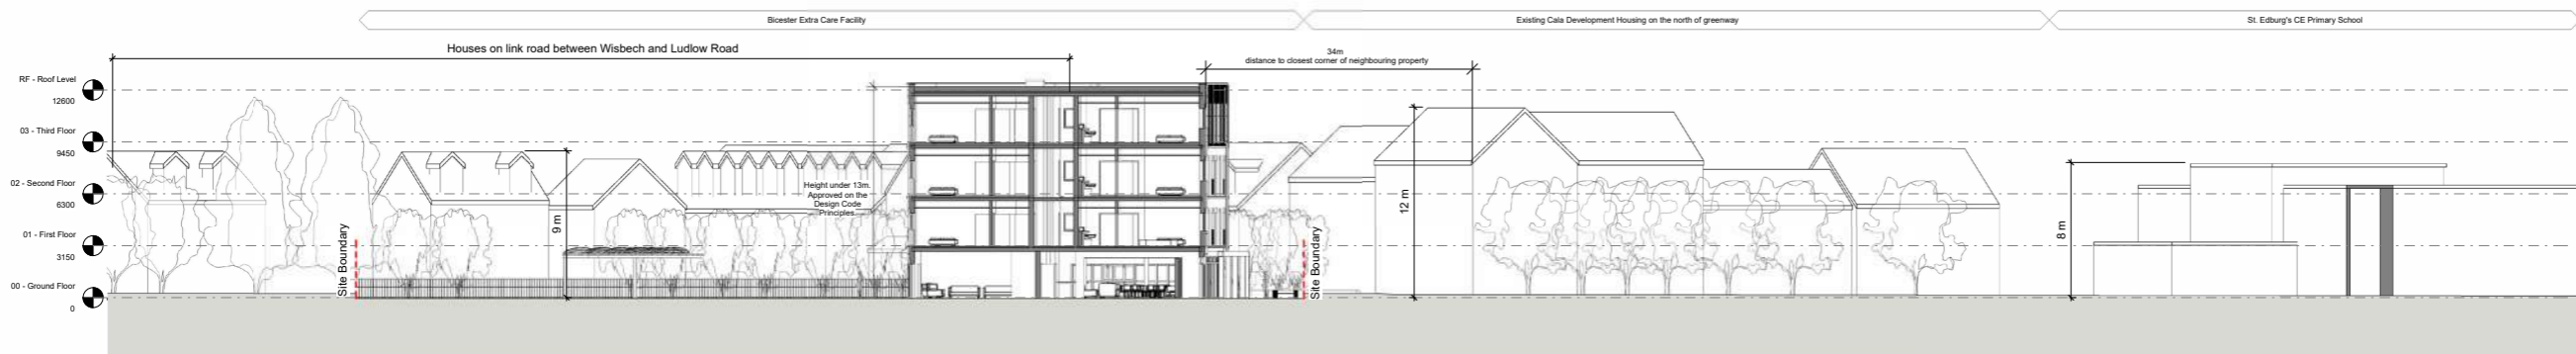 Bicester Extra Care Facility
Existing Cala Development Housing on the north of greenway
St. Edburg's CE Primary School
Houses on link road between Wisbech and Ludlow Road
34m
distance to closest corner of neighbouring property
RF - Roof Level
12600
03 - Third Floor
9450
02 - Second Floor
6300
01 - First Floor
3150
00 - Ground Floor
0
Site Boundary
9 m
Height under 13m.
Approved on the
Design Code
Principles.
Site Boundary
12 m
8 m